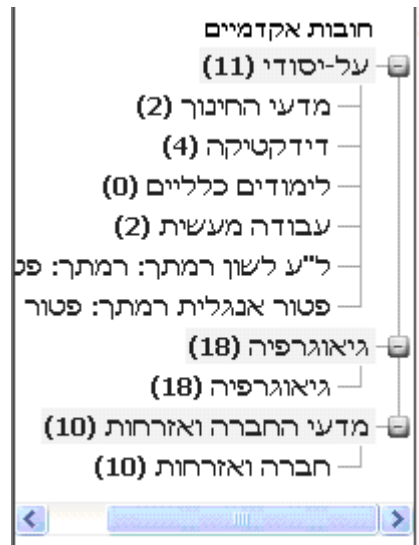 חובות אקדמיים
על-יסודי (11)
מדעי החינוך (2)
דידקטיקה (4)
לימודים כלליים (0)
עבודה מעשית (2)
ל"ע לשון רמתך: רמתך: פט
פטור אנגלית רמתך: פטור
גיאוגרפיה (18)
גיאוגרפיה (18)
מדעי החברה ואזרחות (10)
חברה ואזרחות (10)